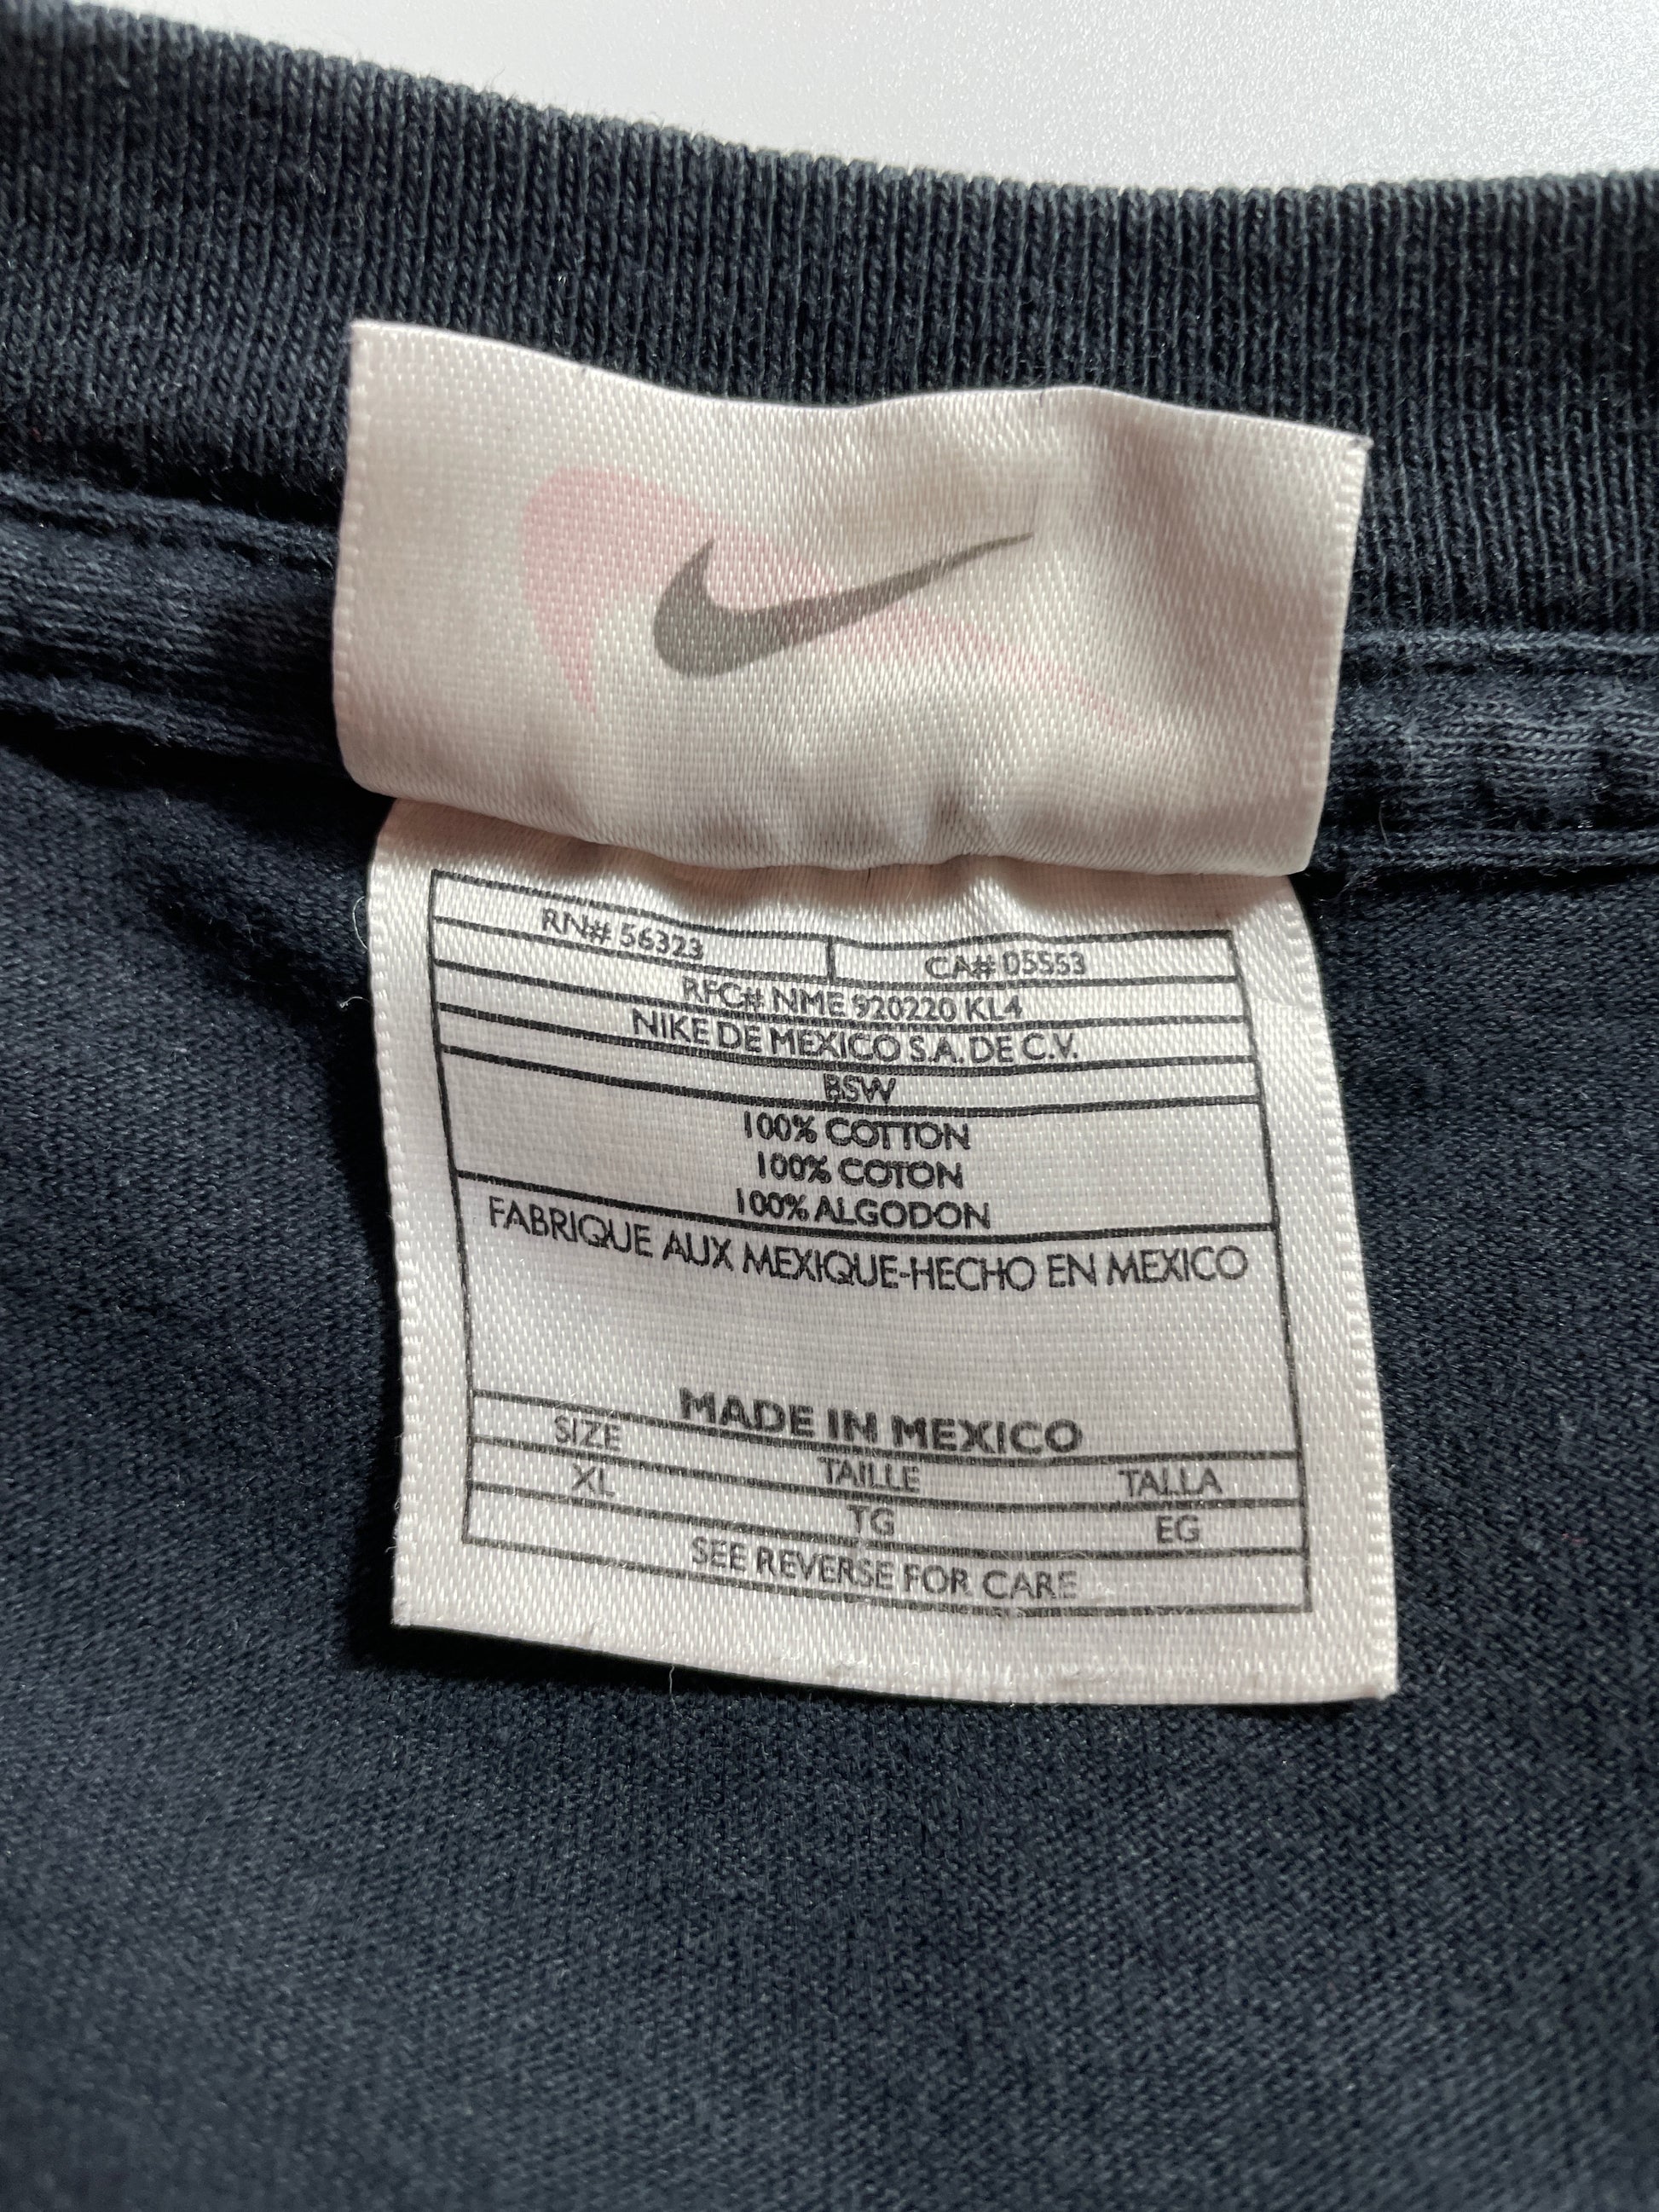 RN# 56323 CA# 05553
RFC# NME 920220 KL4
NIKE DE MEXICO S.A. DE C.V.
BSW
100% COTTON
100% COTON
100% ALGODON
FABRIQUE AUX MEXIQUE-HECHO EN MEXICO
MADE IN MEXICO
SIZE TAILLE TALLA
XL TG EG
SEE REVERSE FOR CARE